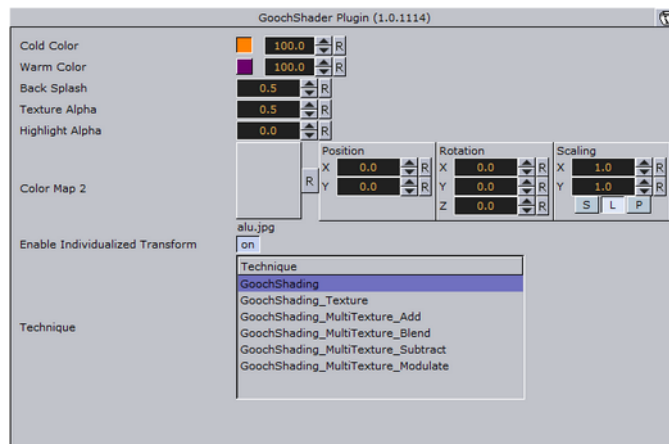 GoochShader Plugin (1.0.1114)
Cold Color 100.0 R
Warm Color 100.0 R
Back Splash 0.5 R
Texture Alpha 0.5 R
Highlight Alpha 0.0 R
Position Rotation Scaling
X 0.0 R X 0.0 R X 1.0 R
Color Map 2 R Y 0.0 R Y 0.0 R Y 1.0 R
Z 0.0 R S L P
alu.jpg
Enable Individualized Transform on
Technique
GoochShading
GoochShading_Texture
GoochShading_MultiTexture_Add
Technique GoochShading_MultiTexture_Blend
GoochShading_MultiTexture_Subtract
GoochShading_MultiTexture_Modulate